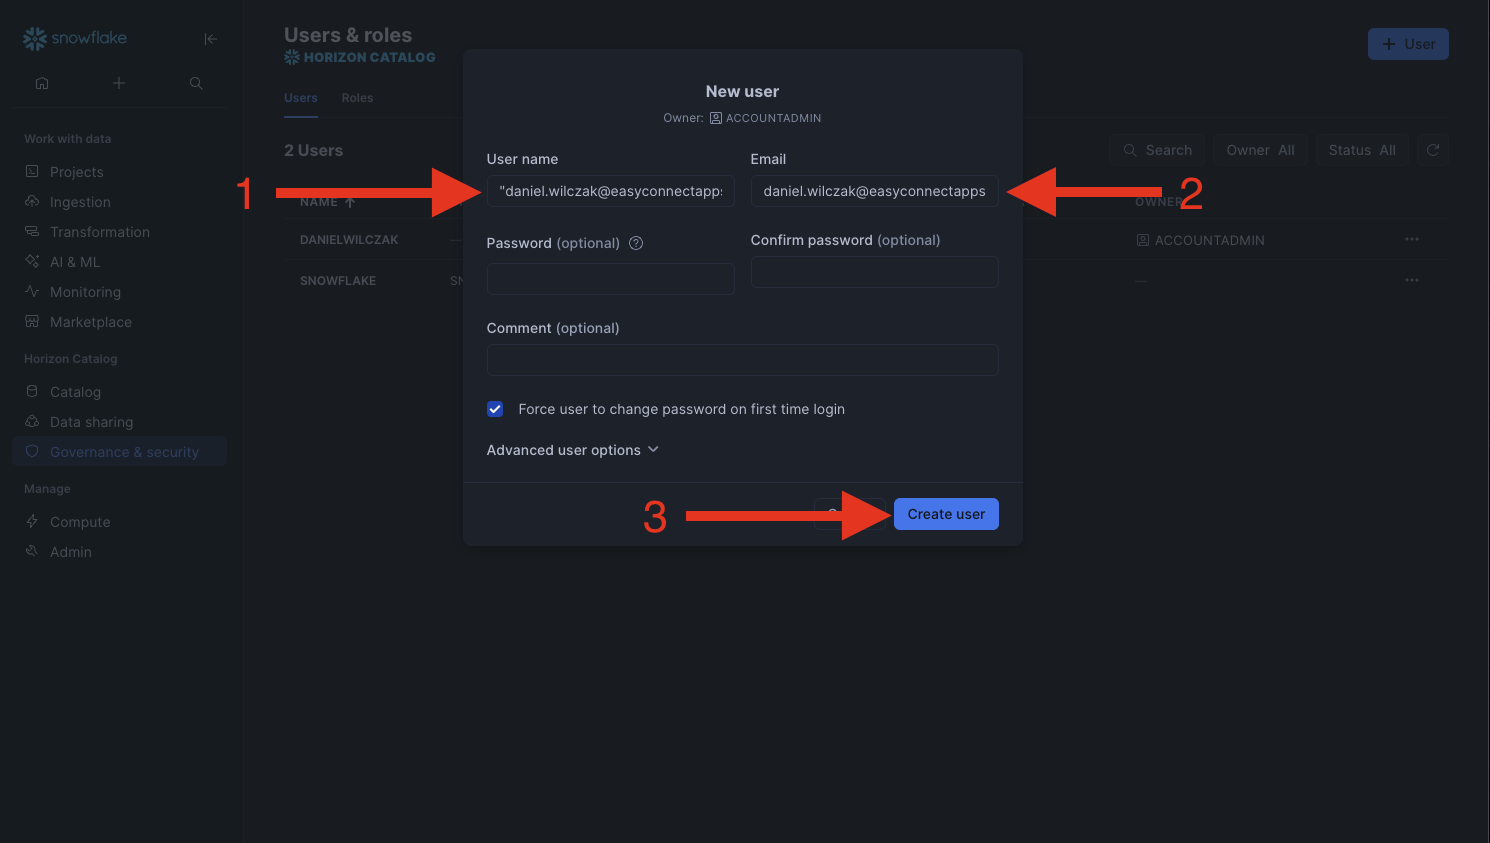 snowflake
Work with data
Projects
Ingestion
Transformation
AI & ML
Monitoring
Marketplace
Horizon Catalog
Catalog
Data sharing
Governance & security
Manage
Compute
Admin
Users & roles
HORIZON CATALOG
+ User
Users Roles
2 Users
Search
Owner All
Status All
NAME
OWNER
DANIELWILCZAK —
ACCOUNTADMIN
SNOWFLAKE SN
—
New user
Owner: ACCOUNTADMIN
User name
Email
1
"daniel.wilczak@easyconnectapps
daniel.wilczak@easyconnectapps
2
Password (optional)
Confirm password (optional)
Comment (optional)
Force user to change password on first time login
Advanced user options
3
Create user